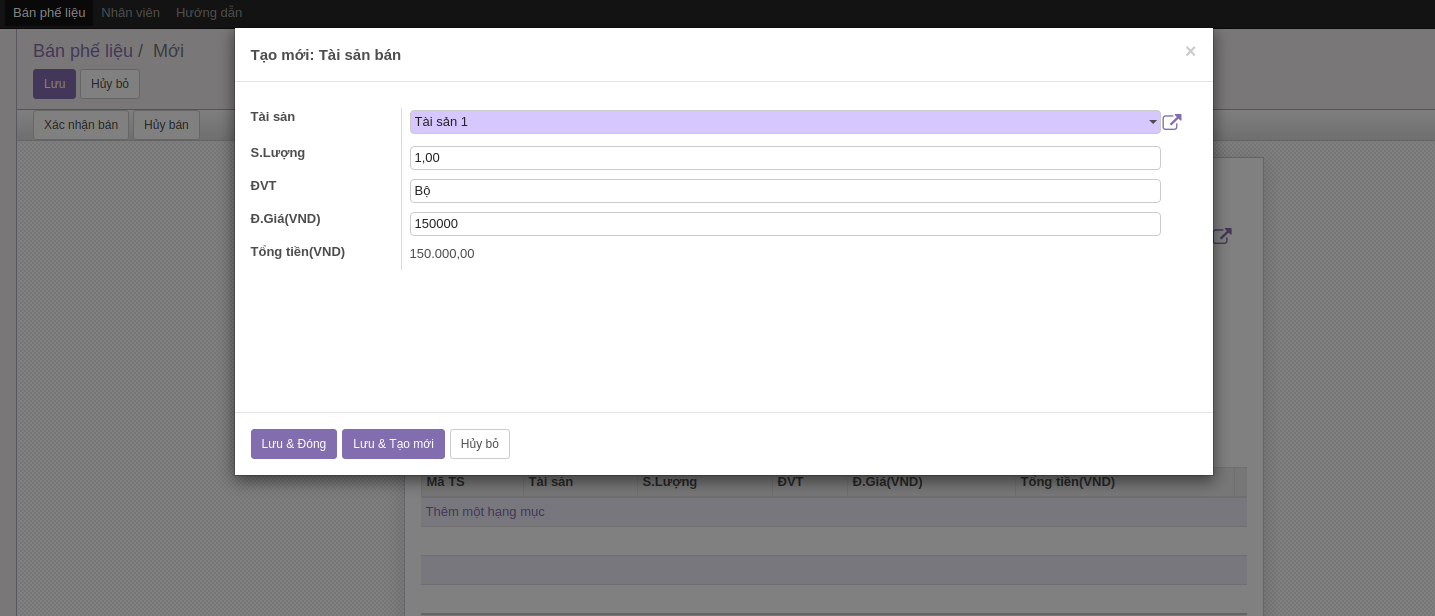 Bán phế liệu Nhân viên Hướng dẫn
Bán phế liệu / Mới
Lưu Hủy bỏ
Xác nhận bán Hủy bán
Tạo mới: Tài sản bán ×
Tài sản Tài sản 1
S.Lượng 1,00
ĐVT Bộ
Đ.Giá(VND) 150000
Tổng tiền(VND) 150.000,00
Lưu & Đóng Lưu & Tạo mới Hủy bỏ
Mã TS Tài sản S.Lượng ĐVT Đ.Giá(VND) Tổng tiền(VND)
Thêm một hạng mục